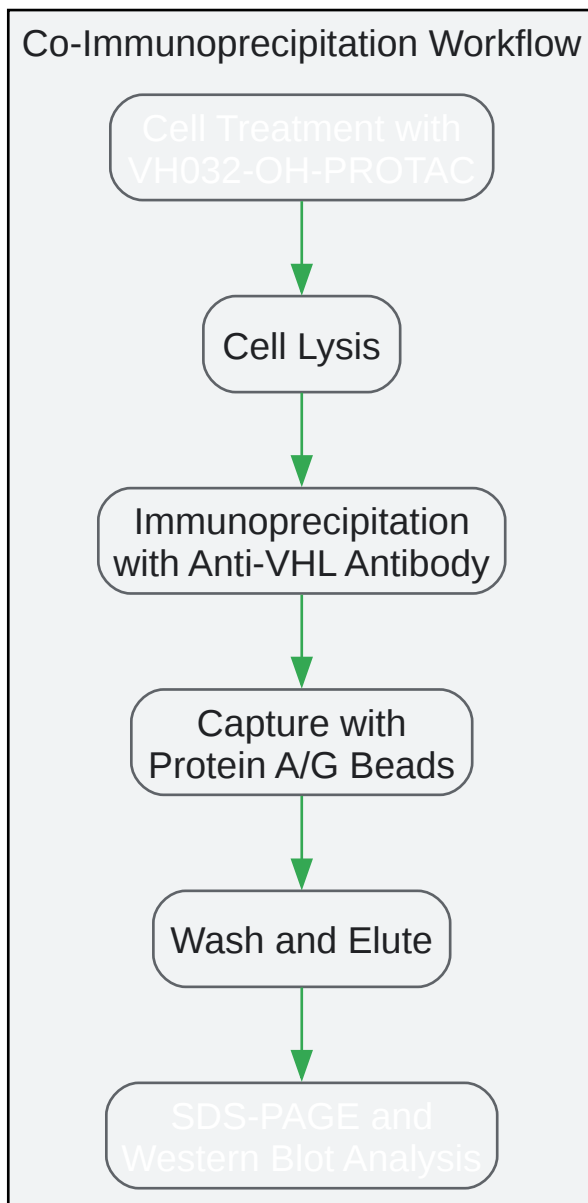 Co-Immunoprecipitation Workflow
Cell Treatment with
VH032-OH-PROTAC
Cell Lysis
Immunoprecipitation
with Anti-VHL Antibody
Capture with
Protein A/G Beads
Wash and Elute
SDS-PAGE and
Western Blot Analysis